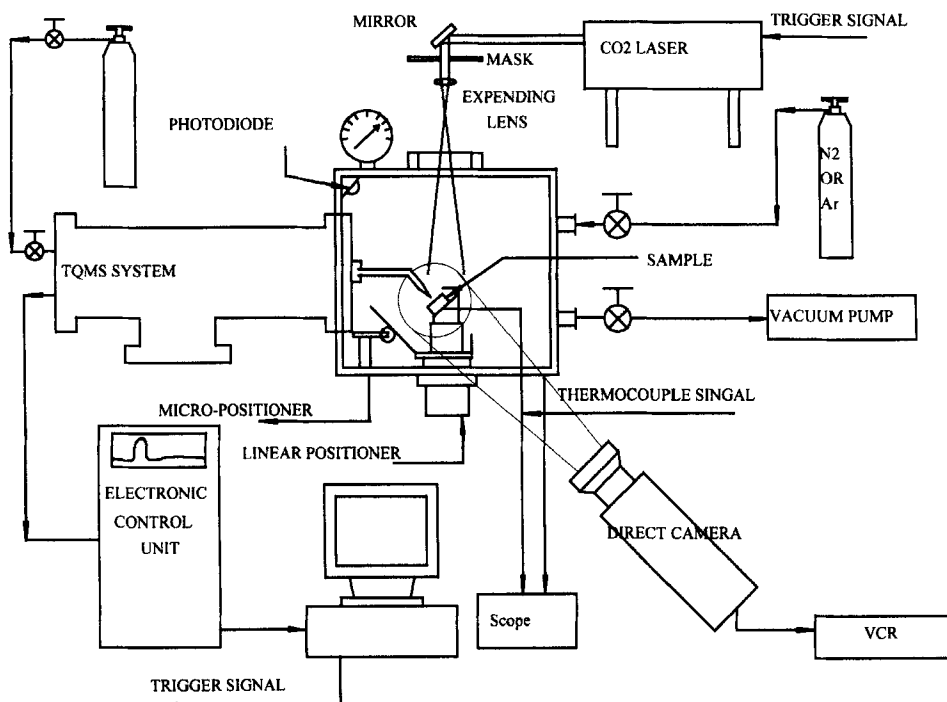 MIRROR
TRIGGER SIGNAL
CO2 LASER
MASK
EXPENDING
LENS
PHOTODIODE
N2
OR
Ar
TQMS SYSTEM
SAMPLE
VACUUM PUMP
THERMOCOUPLE SINGAL
MICRO-POSITIONER
LINEAR POSITIONER
ELECTRONIC
CONTROL
UNIT
DIRECT CAMERA
Scope
VCR
TRIGGER SIGNAL